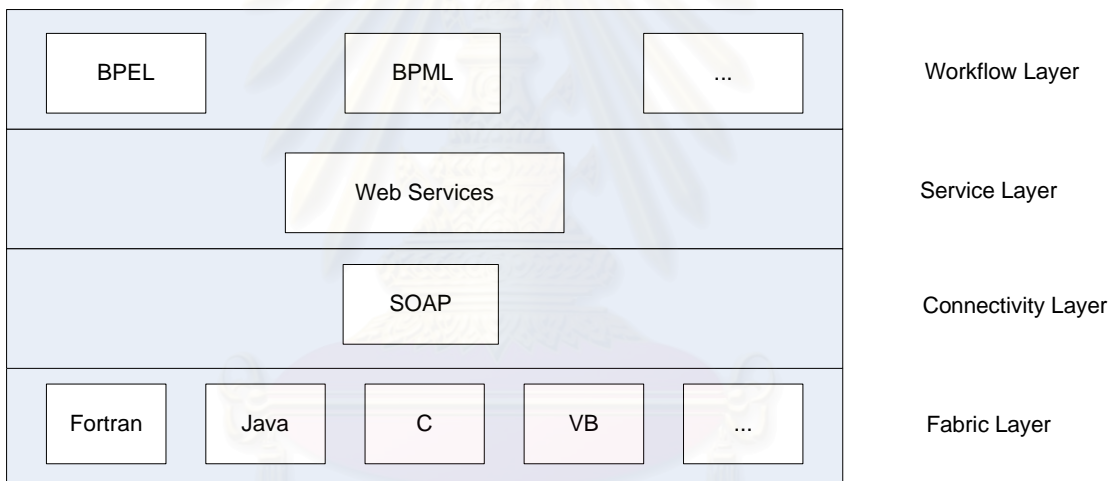 BPEL BPML ... Workflow Layer
Web Services Service Layer
SOAP Connectivity Layer
Fortran Java C VB ... Fabric Layer